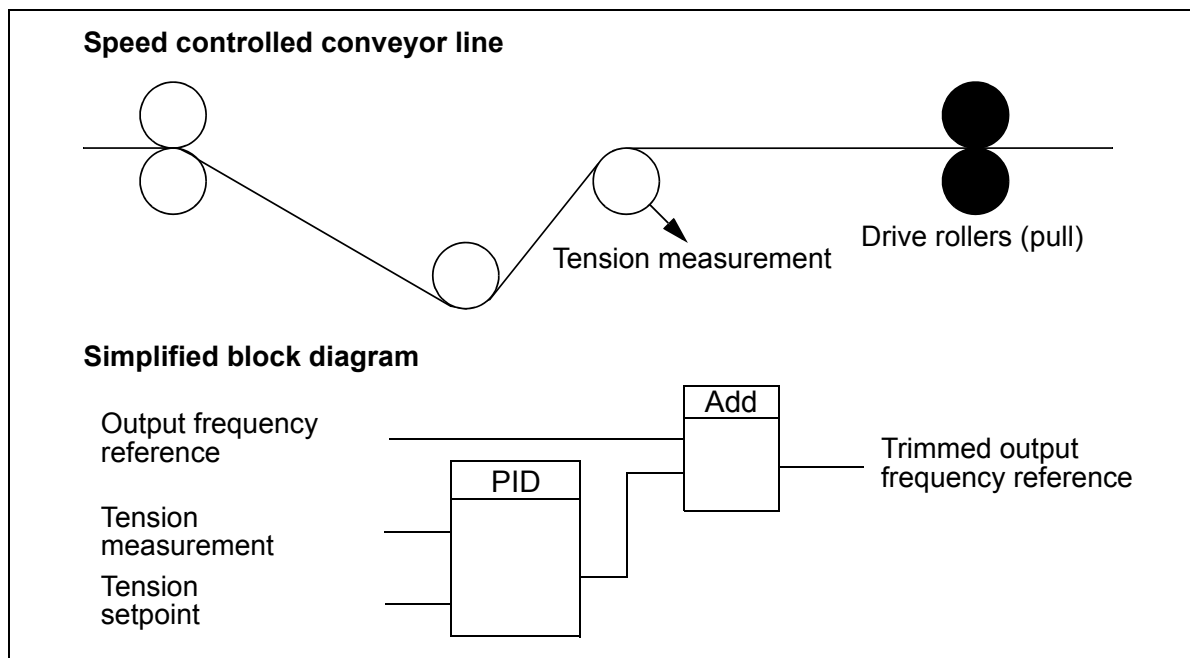 Speed controlled conveyor line
Tension measurement
Drive rollers (pull)
Simplified block diagram
Output frequency
reference
Add
Trimmed output
frequency reference
PID
Tension
measurement
Tension
setpoint